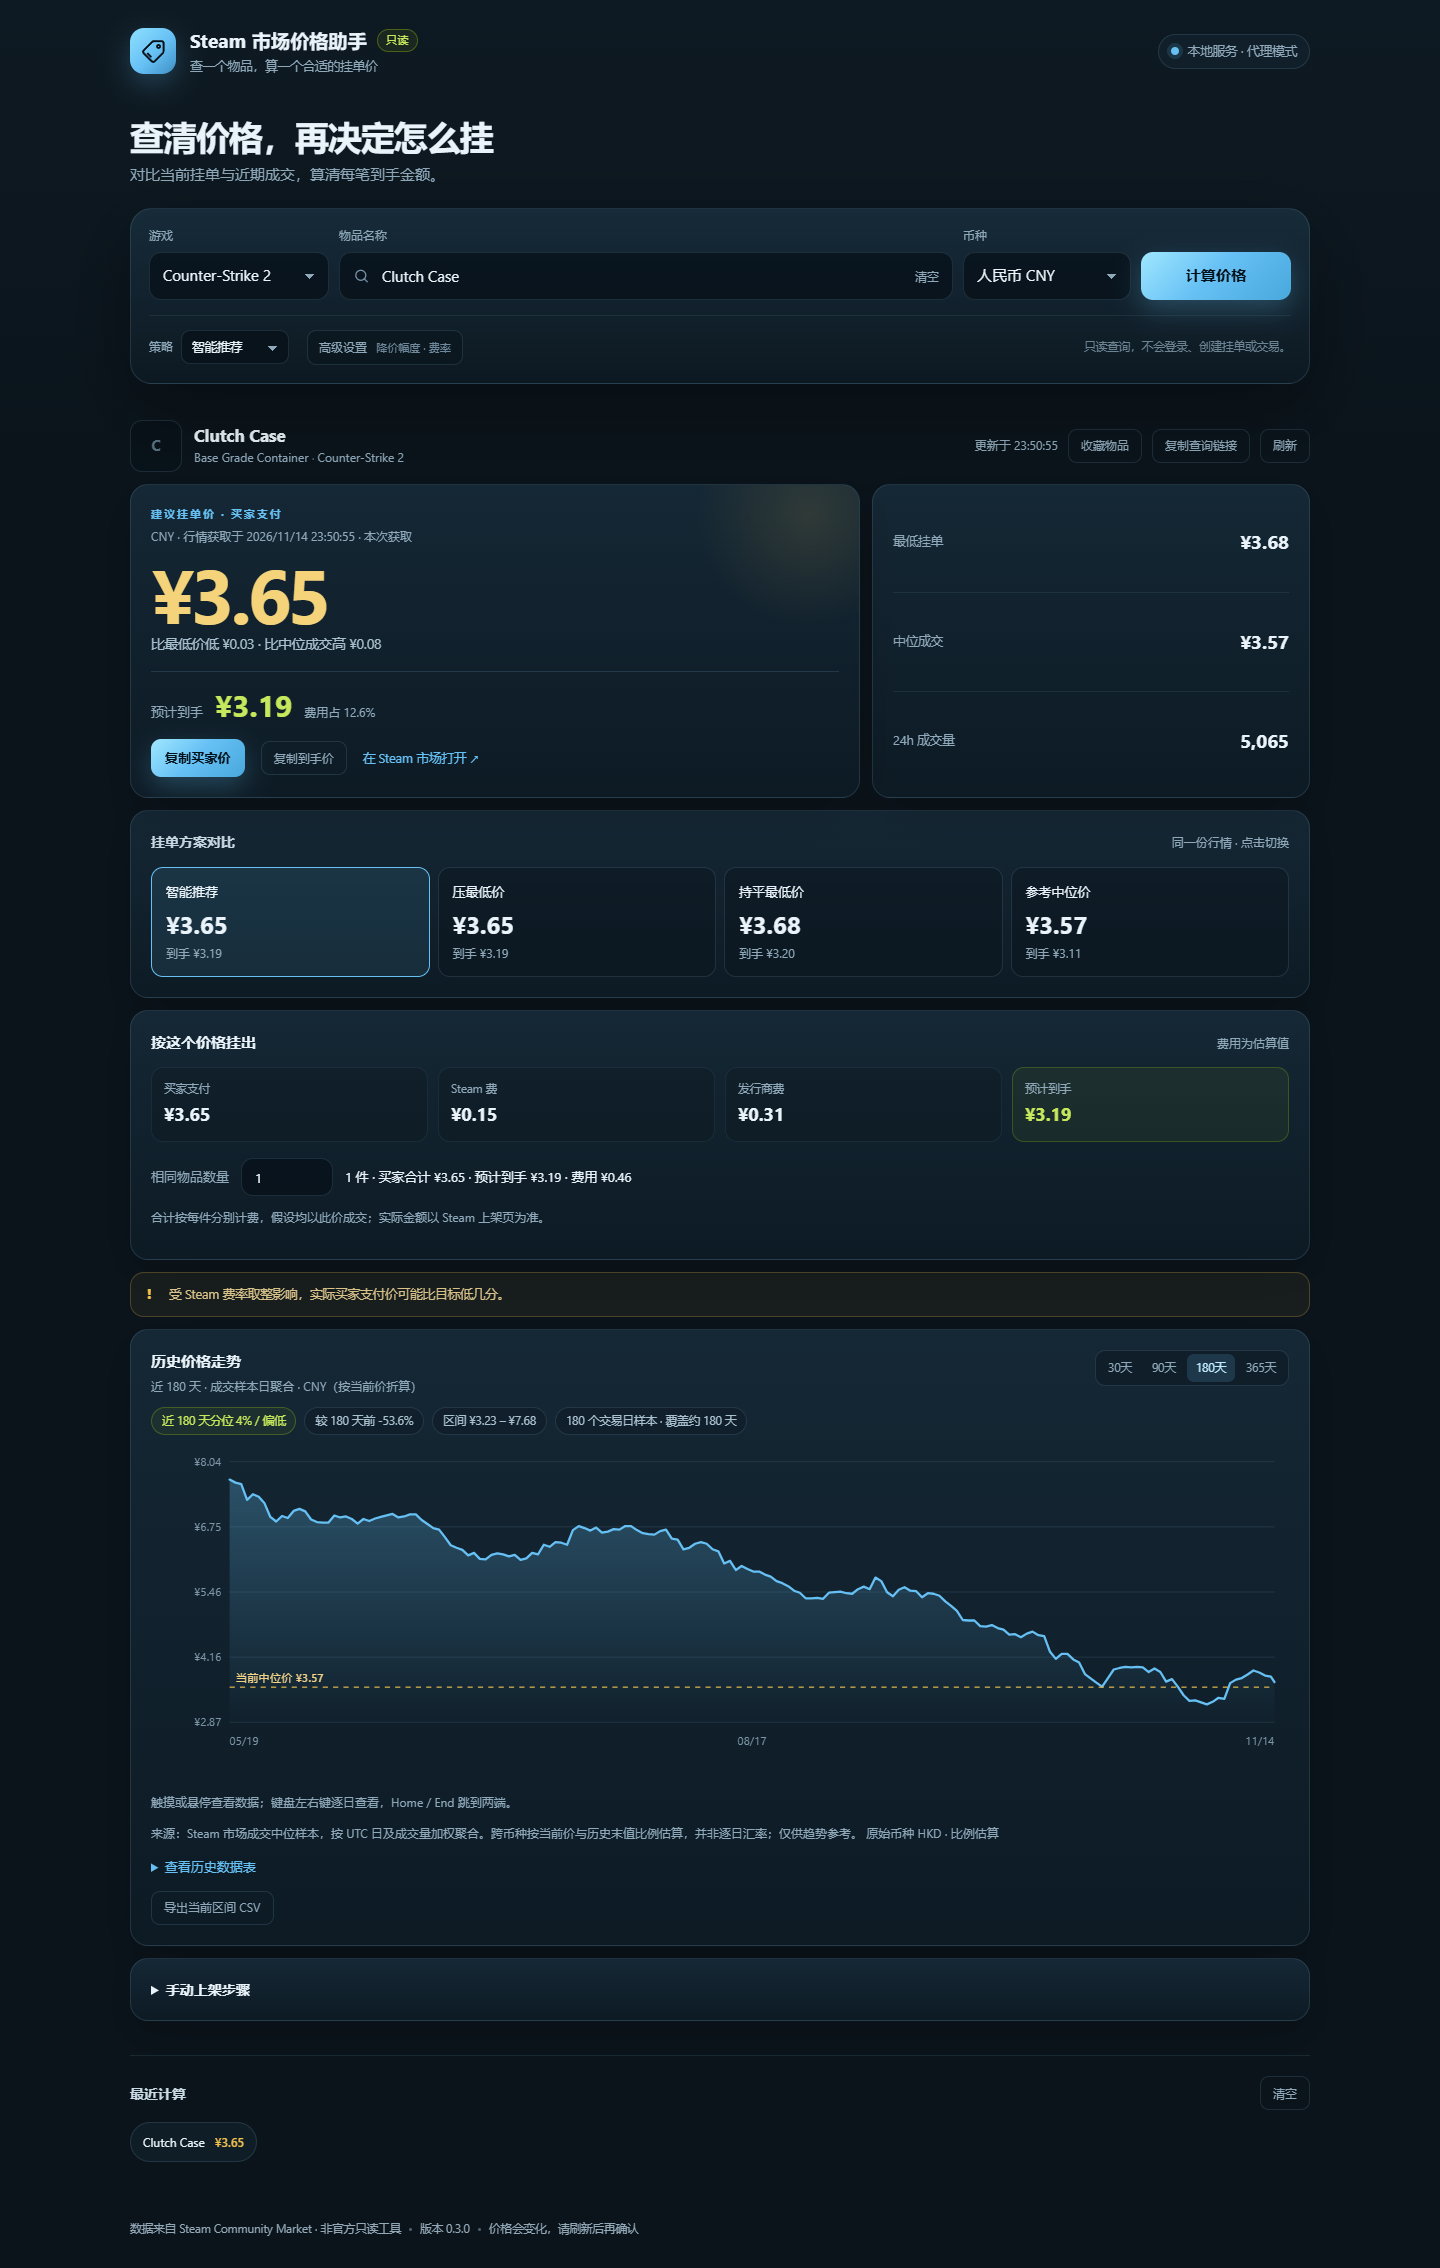 Steam 市场价格助手 只读
查一个物品，算一个合适的挂单价
本地服务 · 代理模式
查清价格，再决定怎么挂
对比当前挂单与近期成交，算清每笔到手金额。
游戏
物品名称
币种
Counter-Strike 2
Clutch Case
清空
人民币 CNY
计算价格
策略
智能推荐
高级设置 降价幅度 · 费率
只读查询，不会登录、创建挂单或交易。
C
Clutch Case
Base Grade Container · Counter-Strike 2
更新于 23:50:55
收藏物品
复制查询链接
刷新
建议挂单价 · 买家支付
CNY · 行情获取于 2026/11/14 23:50:55 · 本次获取
¥3.65
比最低价低 ¥0.03 · 比中位成交高 ¥0.08
预计到手 ¥3.19 费用占 12.6%
复制买家价
复制到手价
在 Steam 市场打开 ↗
最低挂单 ¥3.68
中位成交 ¥3.57
24h 成交量 5,065
挂单方案对比
同一份行情 · 点击切换
智能推荐
¥3.65
到手 ¥3.19
压最低价
¥3.65
到手 ¥3.19
持平最低价
¥3.68
到手 ¥3.20
参考中位价
¥3.57
到手 ¥3.11
按这个价格挂出
费用为估算值
买家支付
¥3.65
Steam 费
¥0.15
发行商费
¥0.31
预计到手
¥3.19
相同物品数量 1 1 件 · 买家合计 ¥3.65 · 预计到手 ¥3.19 · 费用 ¥0.46
合计按每件分别计费，假设均以此价成交；实际金额以 Steam 上架页为准。
! 受 Steam 费率取整影响，实际买家支付价可能比目标低几分。
历史价格走势
近 180 天 · 成交样本日聚合 · CNY（按当前价折算）
30天 90天 180天 365天
近 180 天分位 4% / 偏低
较 180 天前 -53.6%
区间 ¥3.23 – ¥7.68
180 个交易日样本 · 覆盖约 180 天
¥8.04
¥6.75
¥5.46
¥4.16
当前中位价 ¥3.57
¥2.87
05/19 08/17 11/14
触摸或悬停查看数据；键盘左右键逐日查看，Home / End 跳到两端。
来源：Steam 市场成交中位样本，按 UTC 日及成交量加权聚合。跨币种按当前价与历史末值比例估算，并非逐日汇率；仅供趋势参考。 原始币种 HKD · 比例估算
▶ 查看历史数据表
导出当前区间 CSV
▶ 手动上架步骤
最近计算
清空
Clutch Case ¥3.65
数据来自 Steam Community Market · 非官方只读工具 • 版本 0.3.0 • 价格会变化，请刷新后再确认